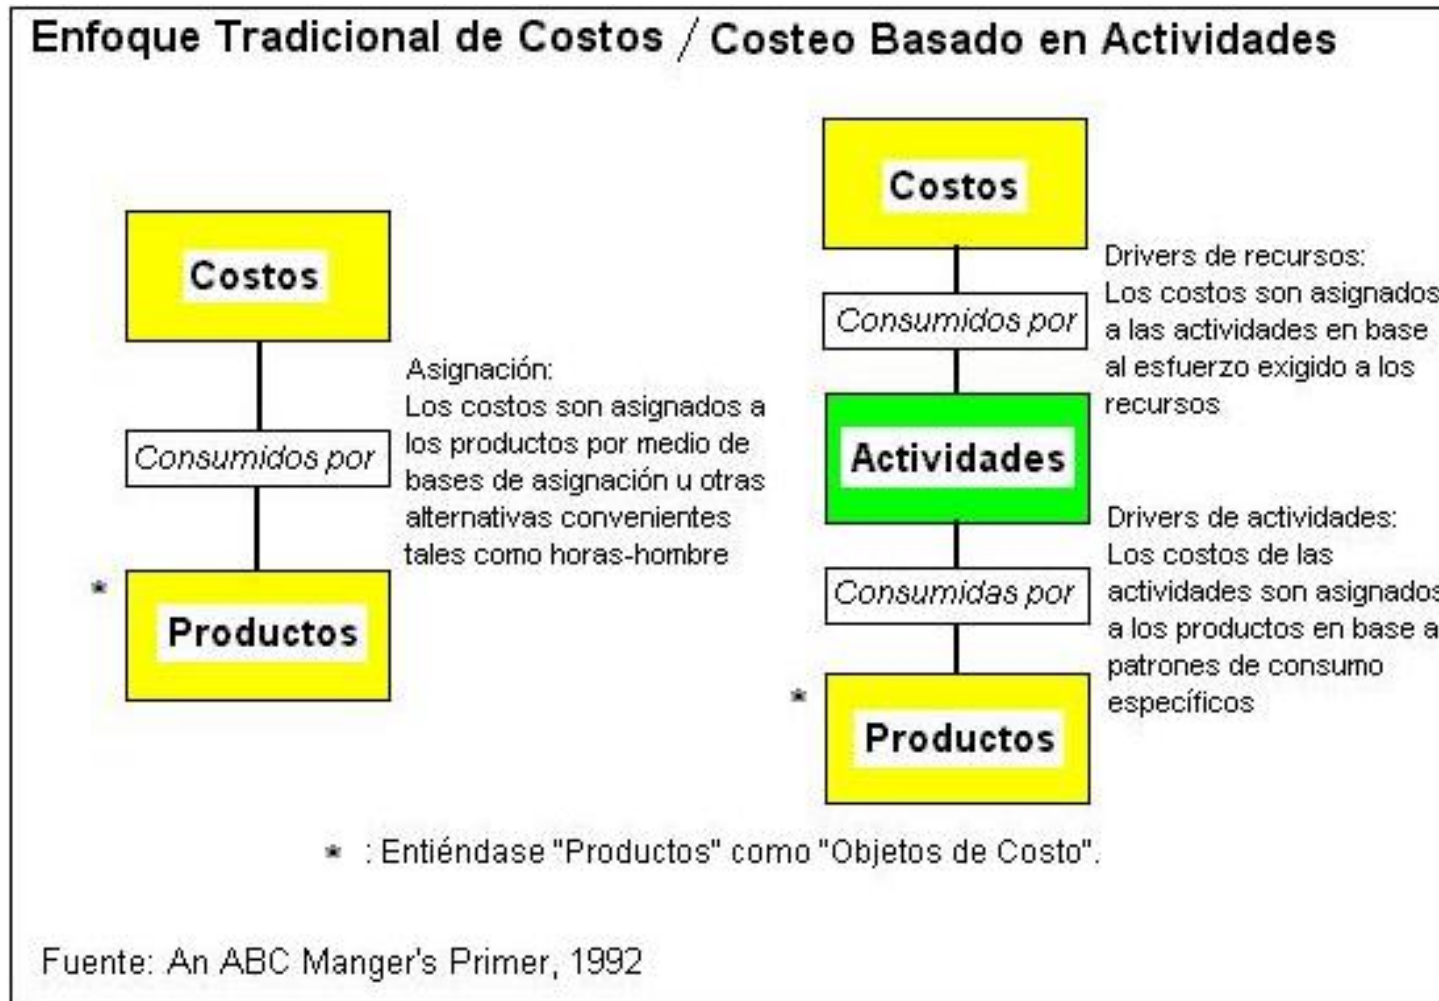 Enfoque Tradicional de Costos / Costeo Basado en Actividades
Costos
Consumidos por
Asignación:
Los costos son asignados a
los productos por medio de
bases de asignación u otras
alternativas convenientes
tales como horas-hombre
*
Productos
Costos
Drivers de recursos:
Los costos son asignados
a las actividades en base
al esfuerzo exigido a los
recursos
Consumidos por
Actividades
Drivers de actividades:
Los costos de las
actividades son asignados
a los productos en base a
patrones de consumo
específicos
Consumidas por
*
Productos
* : Entiéndase "Productos" como "Objetos de Costo".
Fuente: An ABC Manger's Primer, 1992